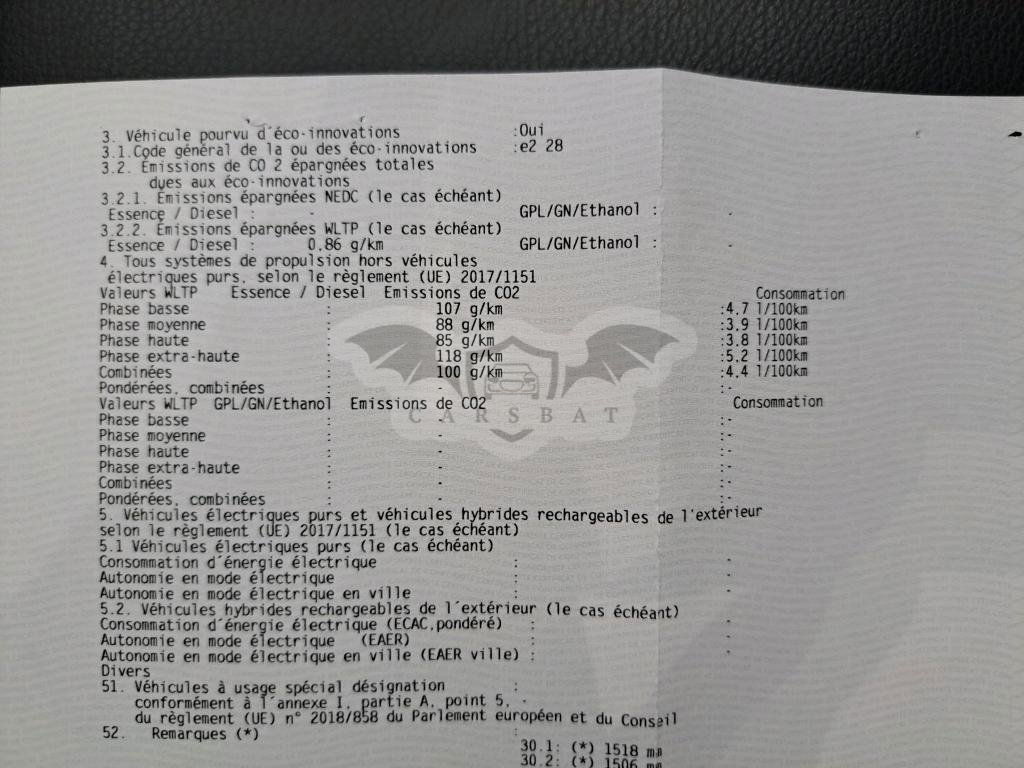 3. Véhicule pourvu d'éco-innovations :Oui
3.1.Code général de la ou des éco-innovations :e2 28
3.2. Emissions de CO 2 épargnées totales
dues aux éco-innovations
3.2.1. Emissions épargnées NEDC (le cas échéant)
Essence / Diesel : - GPL/GN/Ethanol : -
3.2.2. Emissions épargnées WLTP (le cas échéant)
Essence / Diesel : 0.86 g/km GPL/GN/Ethanol : -
4. Tous systèmes de propulsion hors véhicules
électriques purs, selon le règlement (UE) 2017/1151
Valeurs WLTP Essence / Diesel Emissions de CO2 Consommation
Phase basse : 107 g/km :4.7 l/100km
Phase moyenne : 88 g/km :3.9 l/100km
Phase haute : 85 g/km :3.8 l/100km
Phase extra-haute : 118 g/km :5.2 l/100km
Combinées : 100 g/km :4.4 l/100km
Pondérées, combinées : - :-
Valeurs WLTP GPL/GN/Ethanol Emissions de CO2 Consommation
CARSBAT
Phase basse : - :-
Phase moyenne : - :-
Phase haute : - :-
Phase extra-haute : - :-
Combinées : - :-
Pondérées, combinées : - :-
5. Véhicules électriques purs et véhicules hybrides rechargeables de l'extérieur
selon le règlement (UE) 2017/1151 (le cas échéant)
5.1 Véhicules électriques purs (le cas échéant)
Consommation d'énergie électrique : -
Autonomie en mode électrique : -
Autonomie en mode électrique en ville : -
5.2. Véhicules hybrides rechargeables de l'extérieur (le cas échéant)
Consommation d'énergie électrique (ECAC,pondéré) : -
Autonomie en mode électrique (EAER) : -
Autonomie en mode électrique en ville (EAER ville) : -
Divers
51. Véhicules à usage spécial désignation :
conformément à l'annexe I, partie A, point 5, -
du règlement (UE) n° 2018/858 du Parlement européen et du Conseil
52. Remarques (*) :
30.1: (*) 1518 mm
30.2: (*) 1506 mm